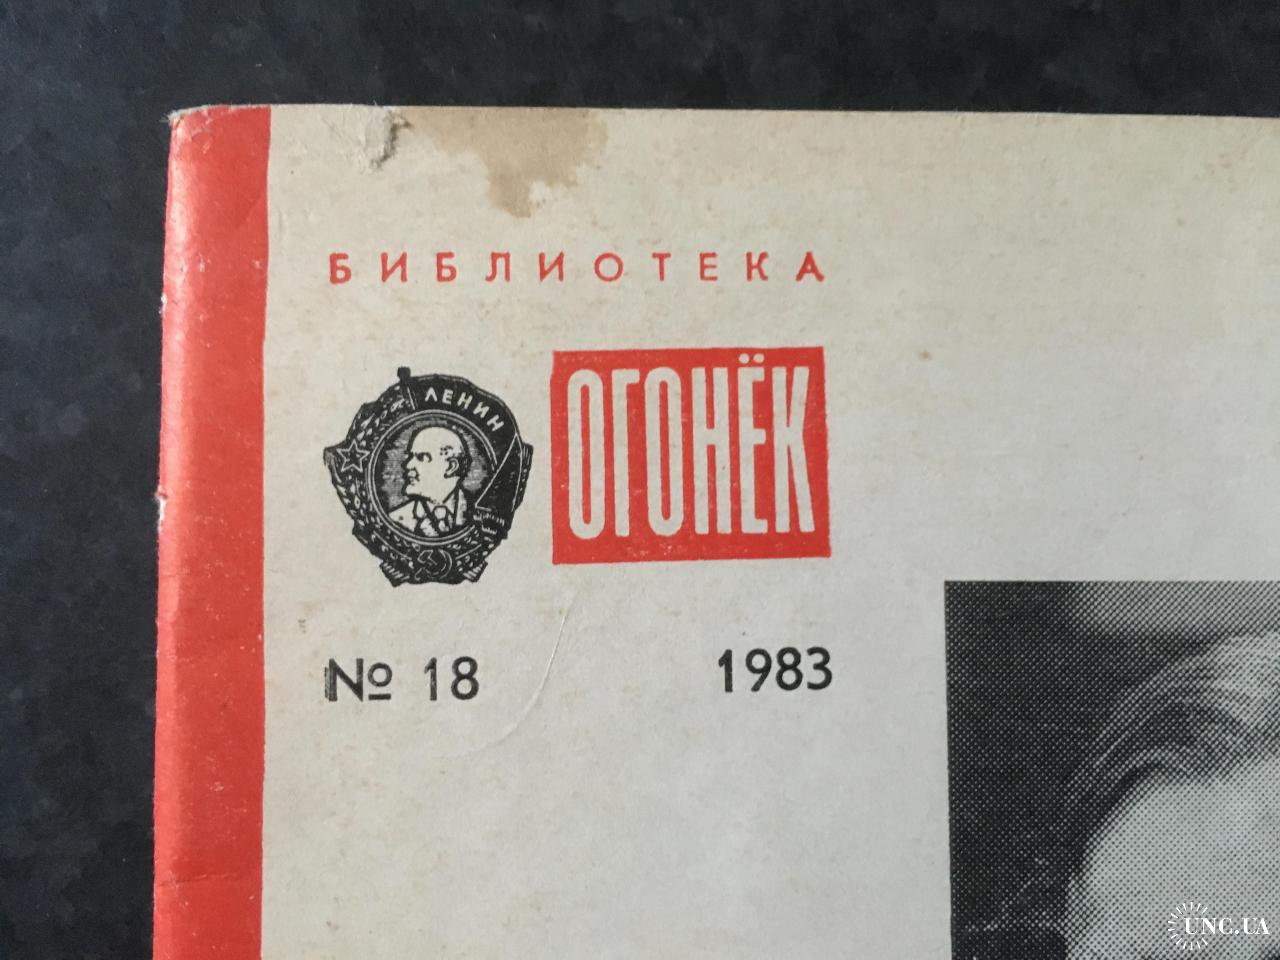 БИБЛИОТЕКА
ЛЕНИН
ОГОНЁК
№ 18 1983
UNC.UA